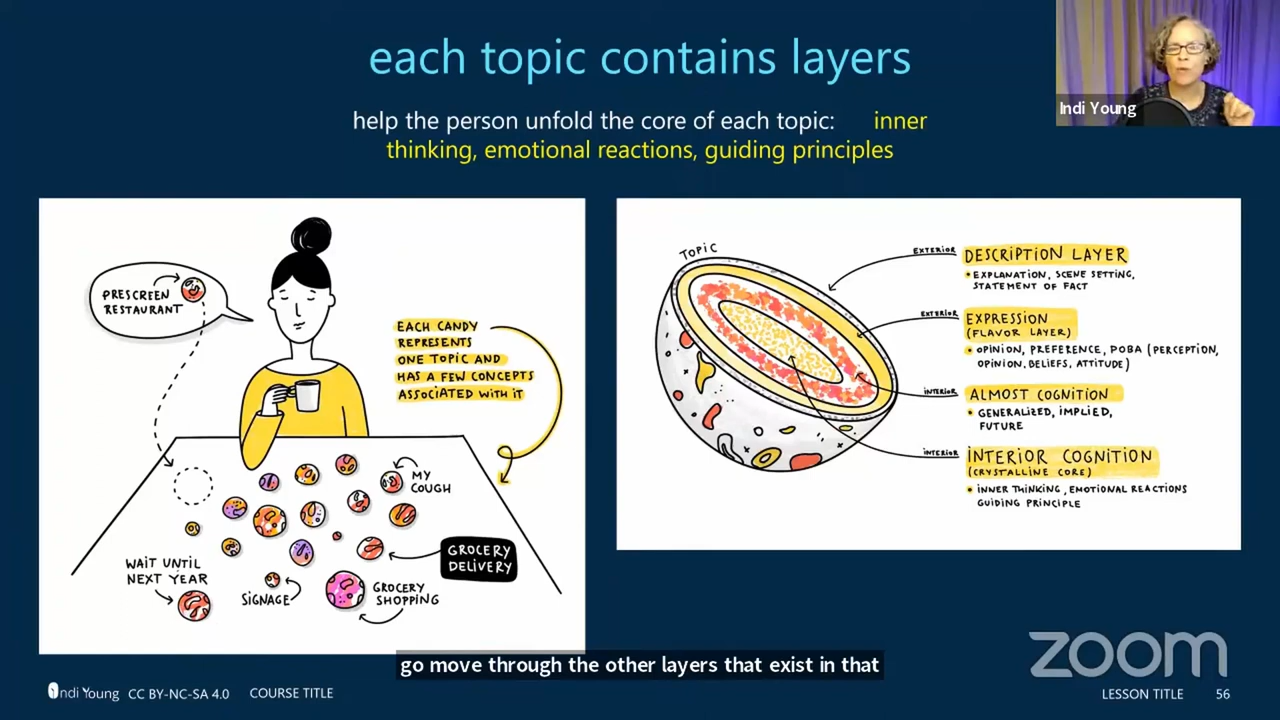 each topic contains layers
help the person unfold the core of each topic: inner
thinking, emotional reactions, guiding principles
Indi Young
PRESCREEN
RESTAURANT
EACH CANDY
REPRESENTS
ONE TOPIC AND
HAS A FEW CONCEPTS
ASSOCIATED WITH IT
MY
COUGH
WAIT UNTIL
NEXT YEAR
SIGNAGE
GROCERY
SHOPPING
GROCERY
DELIVERY
TOPIC
EXTERIOR
DESCRIPTION LAYER
• EXPLANATION, SCENE SETTING,
STATEMENT OF FACT
EXTERIOR
EXPRESSION
(FLAVOR LAYER)
• OPINION, PREFERENCE, POBA (PERCEPTION,
OPINION, BELIEFS, ATTITUDE)
INTERIOR
ALMOST COGNITION
• GENERALIZED, IMPLIED,
FUTURE
INTERIOR
INTERIOR COGNITION
(CRYSTALLINE CORE)
• INNER THINKING, EMOTIONAL REACTIONS
GUIDING PRINCIPLE
go move through the other layers that exist in that
zoom
Indi Young CC BY-NC-SA 4.0 COURSE TITLE
LESSON TITLE 56